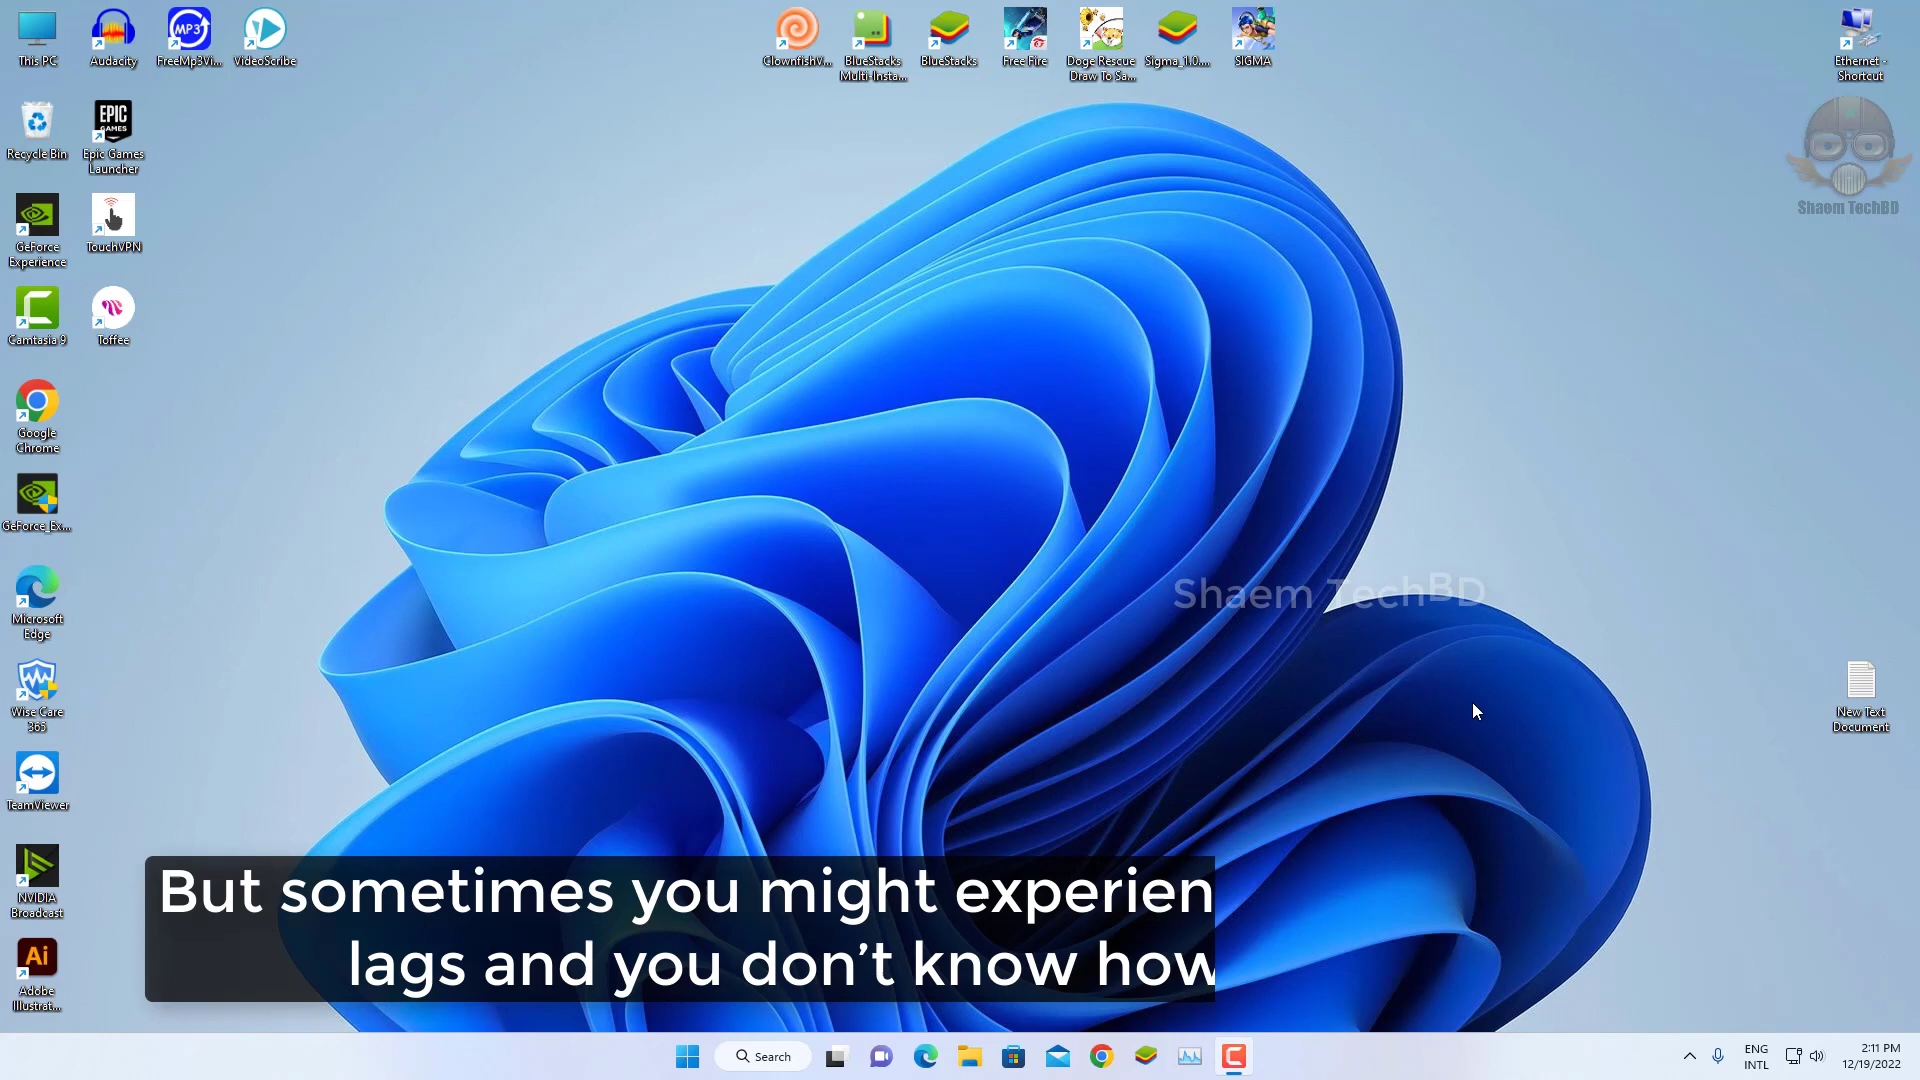 This PC
Audacity
FreeMp3Vi...
VideoScribe
ClownfishV...
BlueStacks
Multi-Insta...
BlueStacks
Free Fire
Doge Rescue
Draw To Sa...
Sigma_1.0....
SIGMA
Ethernet -
Shortcut
MP3
Recycle Bin
EPIC
GAMES
Epic Games
Launcher
Shaem TechBD
GeForce
Experience
TouchVPN
Camtasia 9
Toffee
Google
Chrome
GeForce_Ex...
Microsoft
Edge
Shaem TechBD
Wise Care
365
New Text
Document
TeamViewer
NVIDIA
Broadcast
Ai
Adobe
Illustrat...
But sometimes you might experien
lags and you don’t know how
Search
ENG
INTL
2:11 PM
12/19/2022